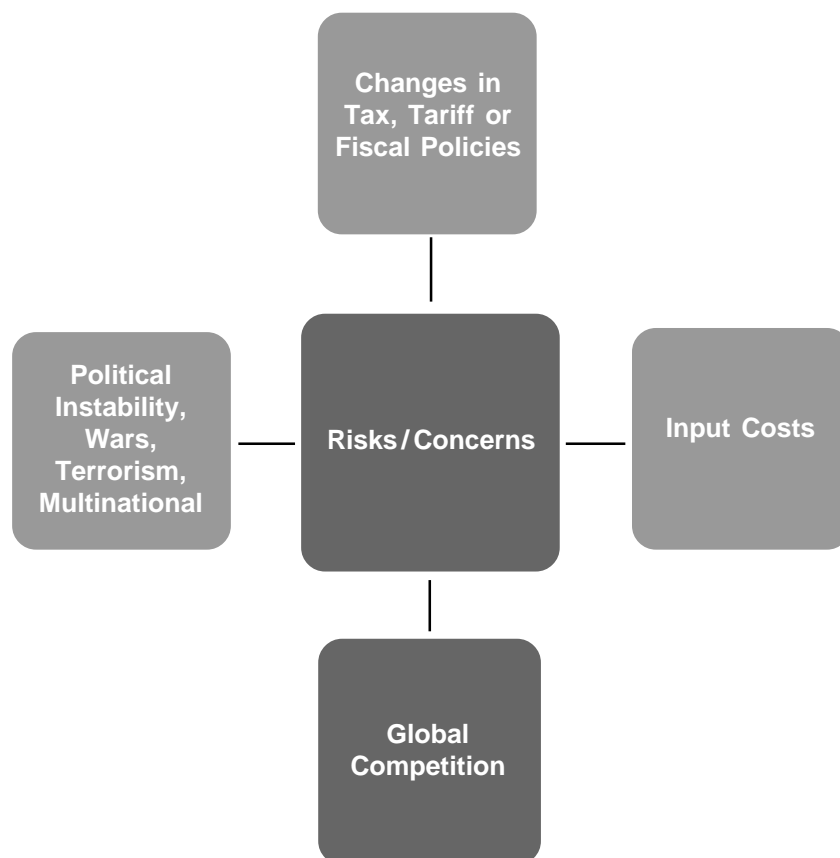 Changes in
Tax, Tariff or
Fiscal Policies
Political
Instability,
Wars,
Terrorism,
Multinational
Risks / Concerns
Input Costs
Global
Competition